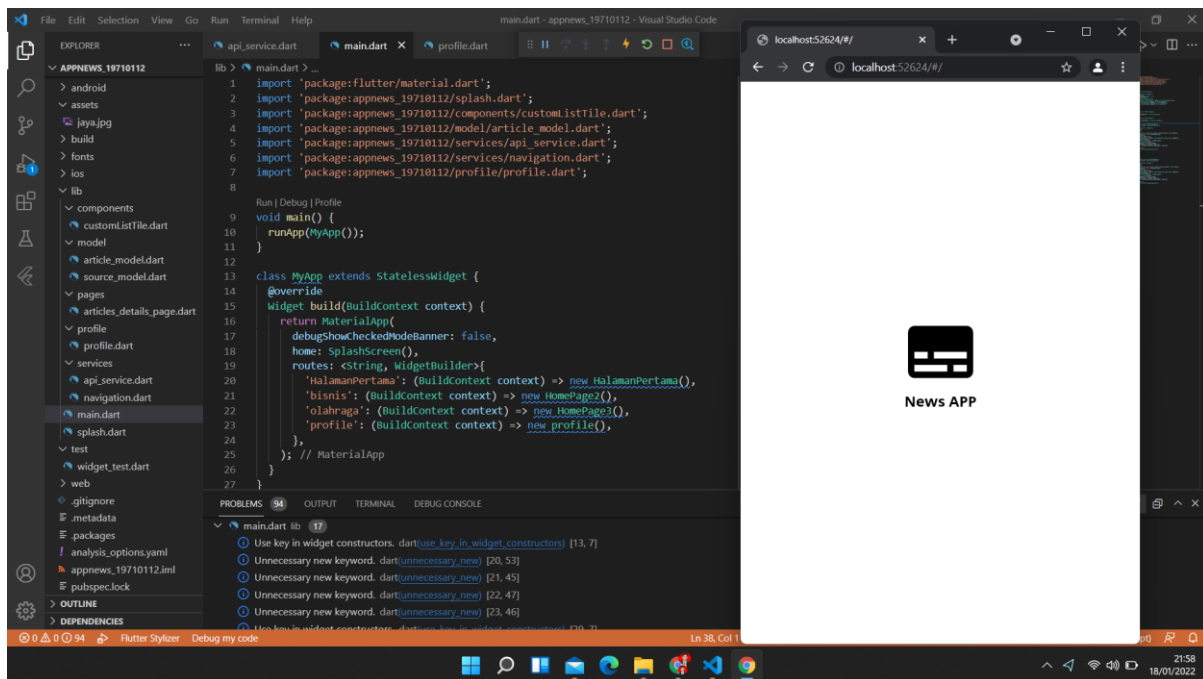 File Edit Selection View Go Run Terminal Help
main.dart - appnews_19710112 - Visual Studio Code
EXPLORER
APPNEWS_19710112
android
assets
jaya.jpg
build
fonts
ios
lib
components
customListTile.dart
model
article_model.dart
source_model.dart
pages
articles_details_page.dart
profile
profile.dart
services
api_service.dart
navigation.dart
main.dart
splash.dart
test
widget_test.dart
web
.gitignore
.metadata
.packages
analysis_options.yaml
appnews_19710112.iml
pubspec.lock
OUTLINE
DEPENDENCIES
1
api_service.dart main.dart profile.dart
lib > main.dart > ...
1 import 'package:flutter/material.dart';
2 import 'package:appnews_19710112/splash.dart';
3 import 'package:appnews_19710112/components/customListTile.dart';
4 import 'package:appnews_19710112/model/article_model.dart';
5 import 'package:appnews_19710112/services/api_service.dart';
6 import 'package:appnews_19710112/services/navigation.dart';
7 import 'package:appnews_19710112/profile/profile.dart';
8
Run | Debug | Profile
9 void main() {
10 runApp(MyApp());
11 }
12
13 class MyApp extends StatelessWidget {
14 @override
15 Widget build(BuildContext context) {
16 return MaterialApp(
17 debugShowCheckedModeBanner: false,
18 home: SplashScreen(),
19 routes: <String, WidgetBuilder>{
20 'HalamanPertama': (BuildContext context) => new HalamanPertama(),
21 'bisnis': (BuildContext context) => new HomePage2(),
22 'olahraga': (BuildContext context) => new HomePage3(),
23 'profile': (BuildContext context) => new profile(),
24 },
25 ); // MaterialApp
26 }
27 }
PROBLEMS 94 OUTPUT TERMINAL DEBUG CONSOLE
main.dart lib 17
Use key in widget constructors. dart(use_key_in_widget_constructors) [13, 7]
Unnecessary new keyword. dart(unnecessary_new) [20, 53]
Unnecessary new keyword. dart(unnecessary_new) [21, 45]
Unnecessary new keyword. dart(unnecessary_new) [22, 47]
Unnecessary new keyword. dart(unnecessary_new) [23, 46]
localhost:52624/#/
localhost:52624/#/
News APP
0 0 94 Flutter Stylizer Debug my code
Ln 38, Col 1
21:58
18/01/2022